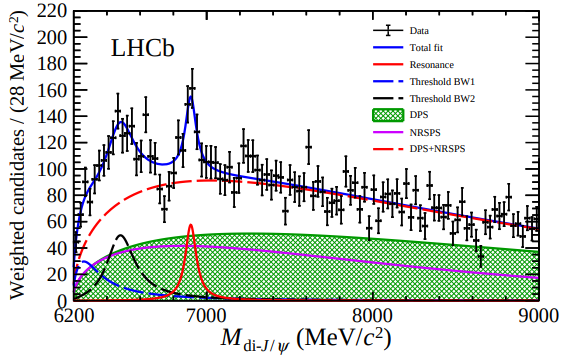 Weighted candidates / (28 MeV/c²)
220
200
180
160
140
120
100
80
60
40
20
0
LHCb
Data
Total fit
Resonance
Threshold BW1
Threshold BW2
DPS
NRSPS
DPS+NRSPS
6200 7000 8000 9000
M di-J/ψ (MeV/c²)